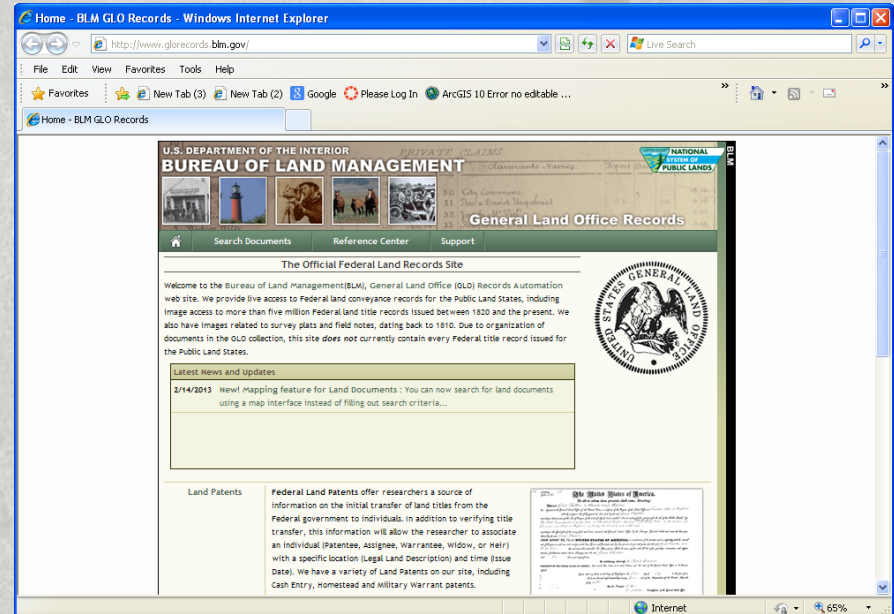 Home - BLM GLO Records - Windows Internet Explorer
http://www.glorecords.blm.gov/
Live Search
File Edit View Favorites Tools Help
Favorites New Tab (3) New Tab (2) Google Please Log In ArcGIS 10 Error no editable ... »
»
Home - BLM GLO Records
U.S. DEPARTMENT OF THE INTERIOR
BUREAU OF LAND MANAGEMENT
PRIVATE CLAIMS
Claimants Names
NATIONAL
SYSTEM OF
PUBLIC LANDS
BLM
General Land Office Records
Search Documents Reference Center Support
The Official Federal Land Records Site
Welcome to the Bureau of Land Management(BLM), General Land Office (GLO) Records Automation
web site. We provide live access to Federal land conveyance records for the Public Land States, including
image access to more than five million Federal land title records issued between 1820 and the present. We
also have images related to survey plats and field notes, dating back to 1810. Due to organization of
documents in the GLO collection, this site does not currently contain every Federal title record issued for
the Public Land States.
UNITED STATES GENERAL LAND OFFICE
Latest News and Updates
2/14/2013 New! Mapping feature for Land Documents : You can now search for land documents
using a map interface instead of filling out search criteria...
Land Patents
Federal Land Patents offer researchers a source of
information on the initial transfer of land titles from the
Federal government to individuals. In addition to verifying title
transfer, this information will allow the researcher to associate
an individual (Patentee, Assignee, Warrantee, Widow, or Heir)
with a specific location (Legal Land Description) and time (Issue
Date). We have a variety of Land Patents on our site, including
Cash Entry, Homestead and Military Warrant patents.
The United States of America,
Internet
65%